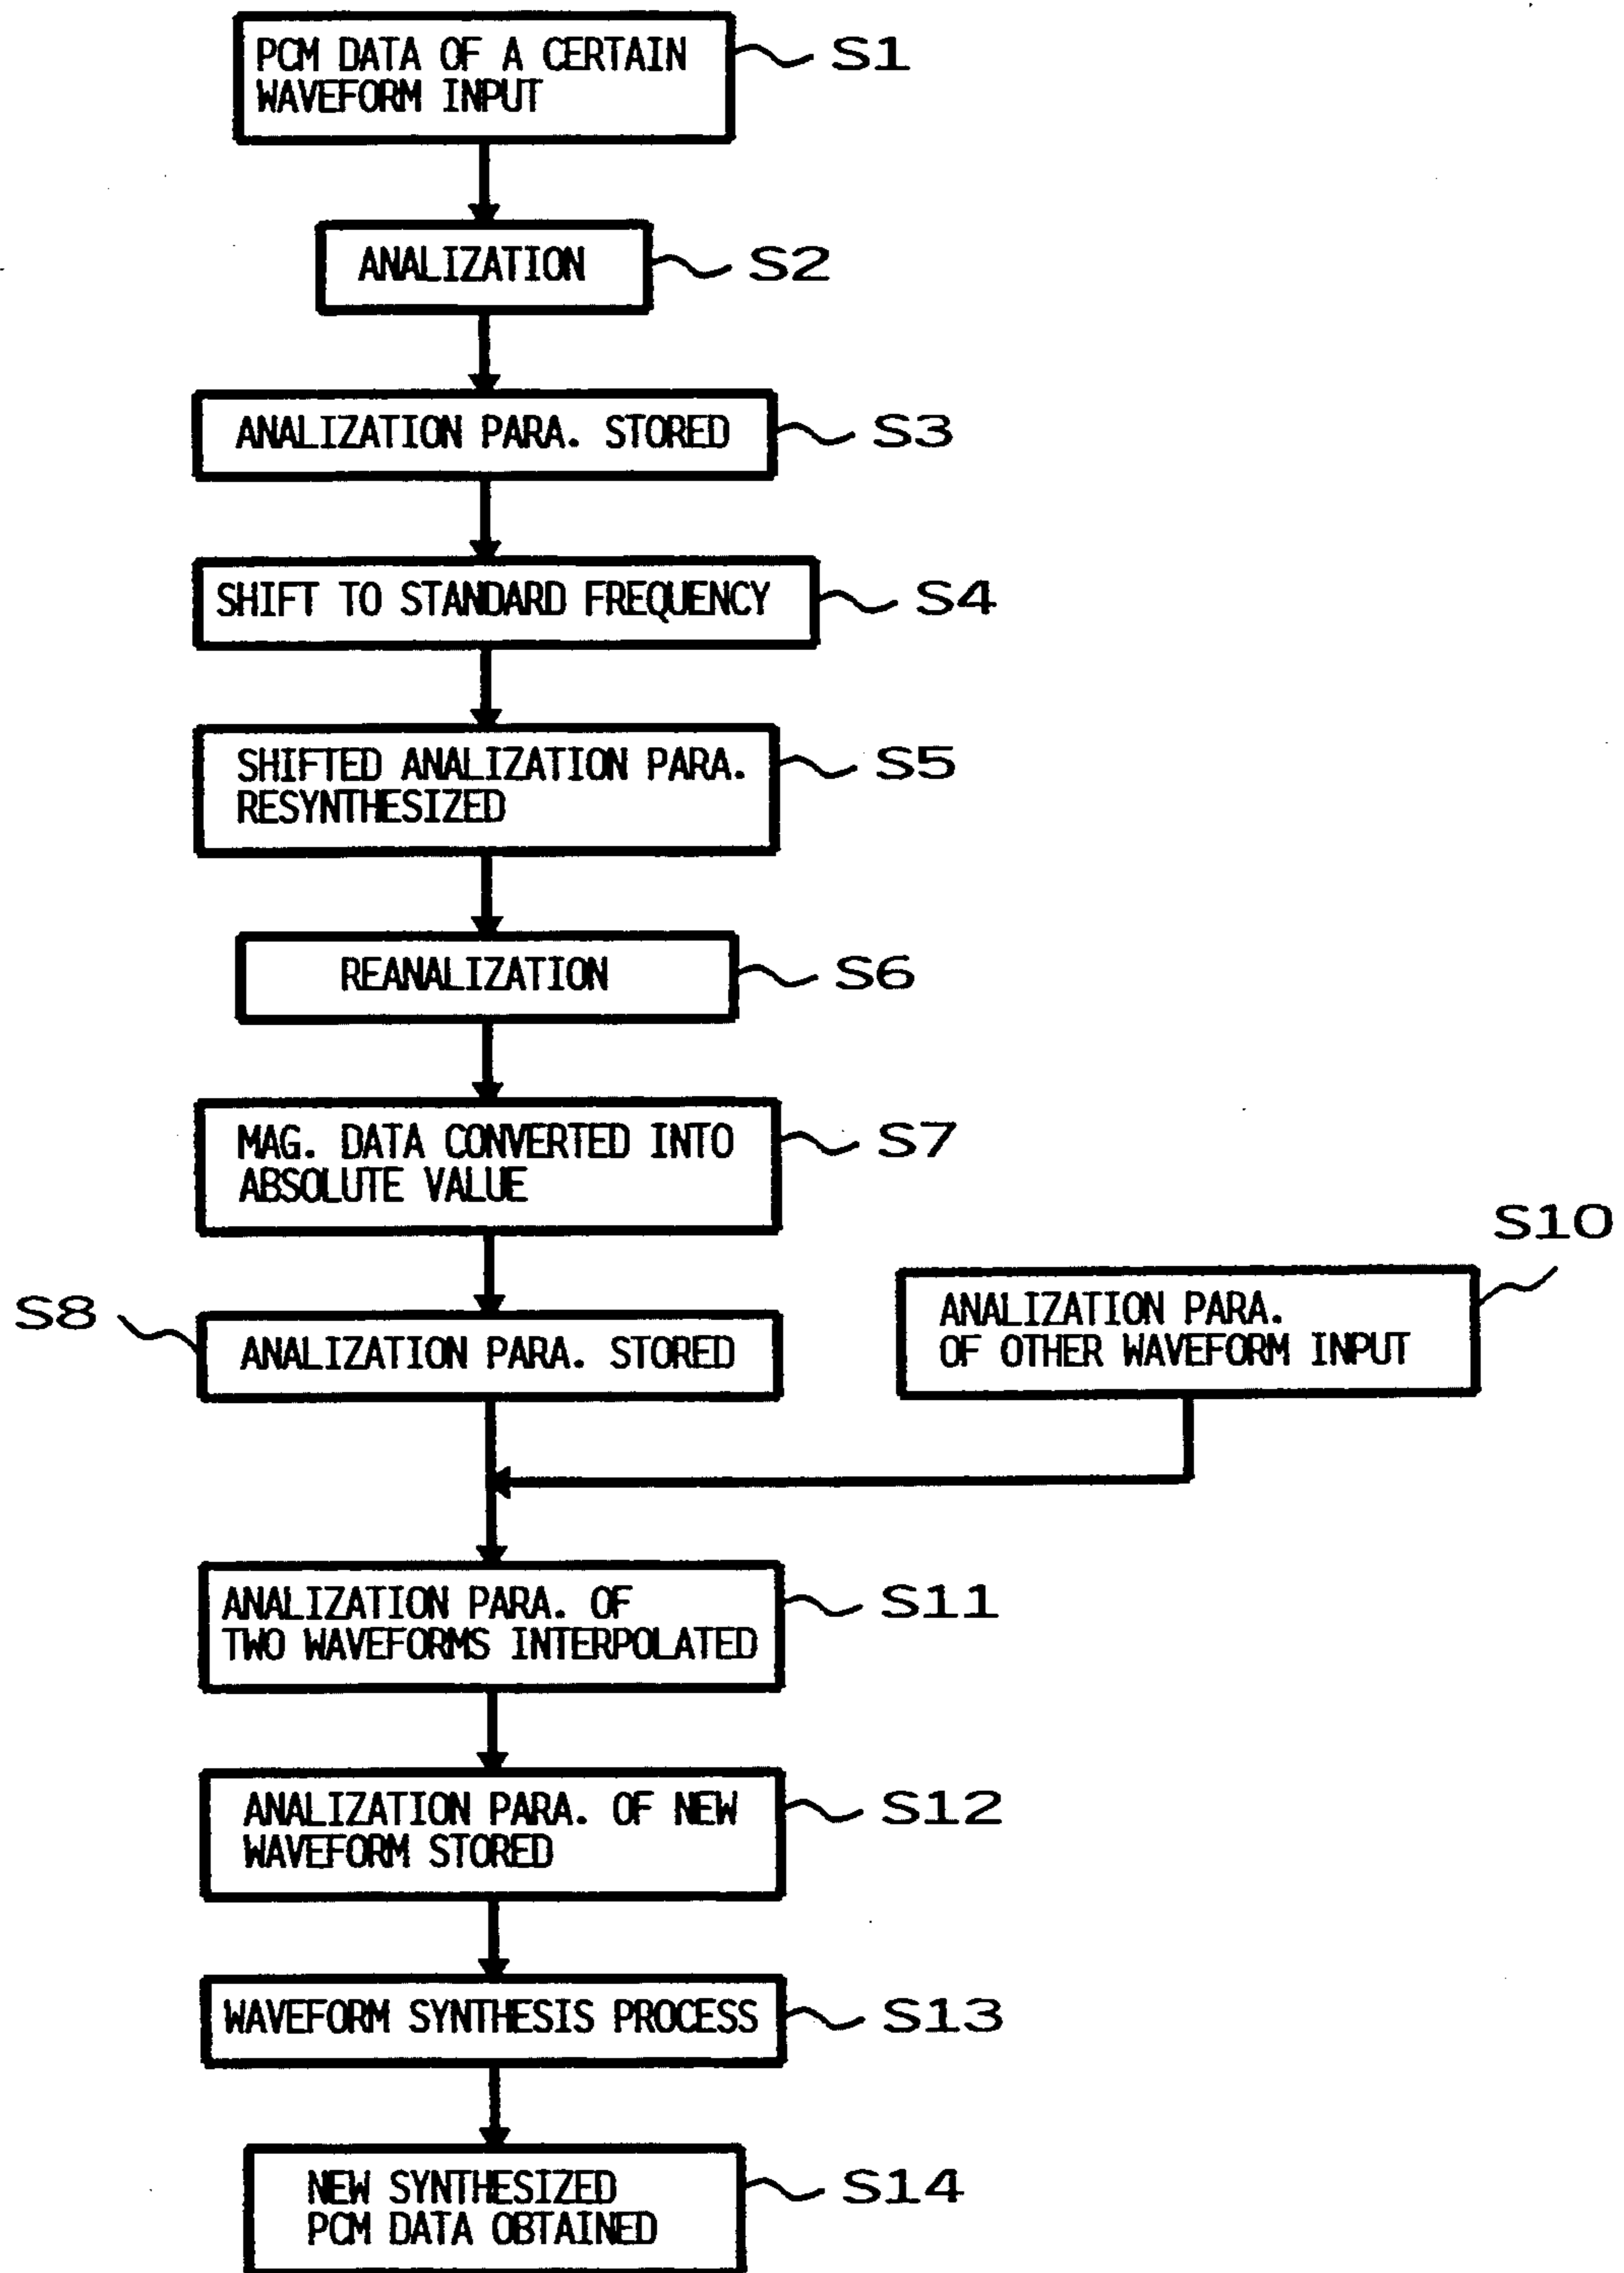 PCM DATA OF A CERTAIN
WAVEFORM INPUT
S1
ANALIZATION
S2
ANALIZATION PARA. STORED
S3
SHIFT TO STANDARD FREQUENCY
S4
SHIFTED ANALIZATION PARA.
RESYNTHESIZED
S5
REANALIZATION
S6
MAG. DATA CONVERTED INTO
ABSOLUTE VALUE
S7
S8
ANALIZATION PARA. STORED
S10
ANALIZATION PARA.
OF OTHER WAVEFORM INPUT
ANALIZATION PARA. OF
TWO WAVEFORMS INTERPOLATED
S11
ANALIZATION PARA. OF NEW
WAVEFORM STORED
S12
WAVEFORM SYNTHESIS PROCESS
S13
NEW SYNTHESIZED
PCM DATA OBTAINED
S14